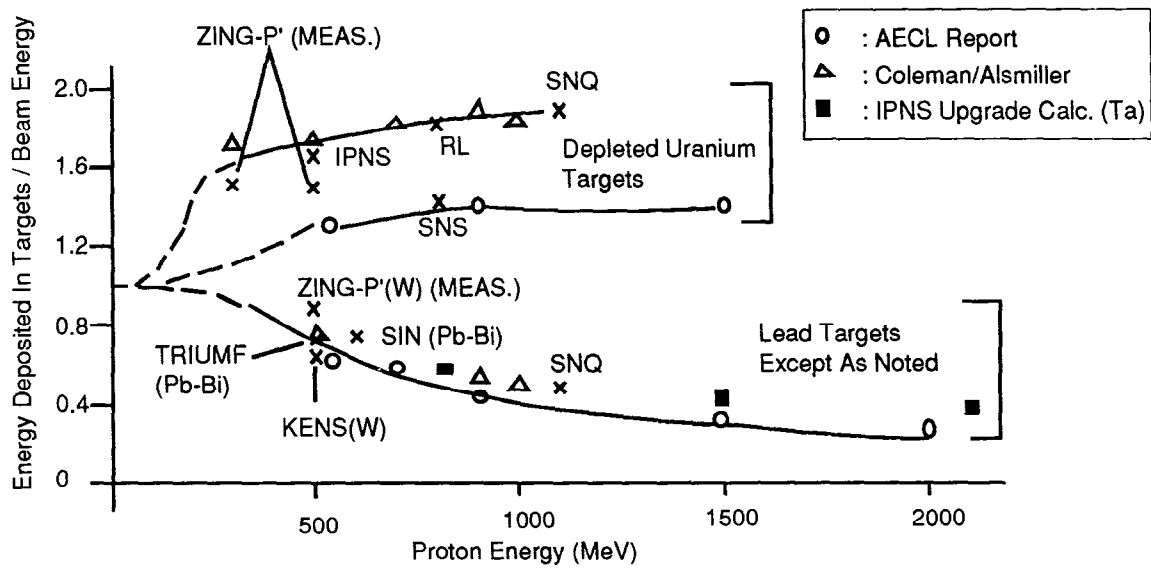 ZING-P' (MEAS.)
O : AECL Report
△ : Coleman/Alsmiller
■ : IPNS Upgrade Calc. (Ta)
Energy Deposited In Targets / Beam Energy
2.0
1.6
1.2
1.0
0.8
0.4
0
SNQ
IPNS
RL
Depleted Uranium
Targets
SNS
ZING-P'(W) (MEAS.)
SIN (Pb-Bi)
TRIUMF
(Pb-Bi)
KENS(W)
SNQ
Lead Targets
Except As Noted
500
1000
1500
2000
Proton Energy (MeV)